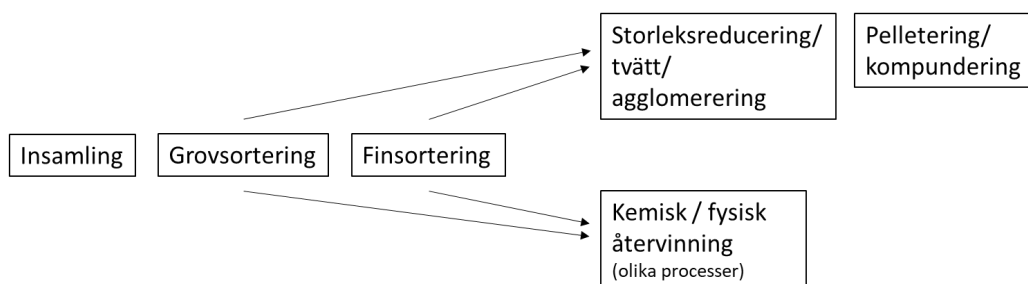 Storleksreducering/
tvätt/
agglomerering
Pelletering/
kompundering
Insamling
Grovsortering
Finsortering
Kemisk / fysisk
återvinning
(olika processer)